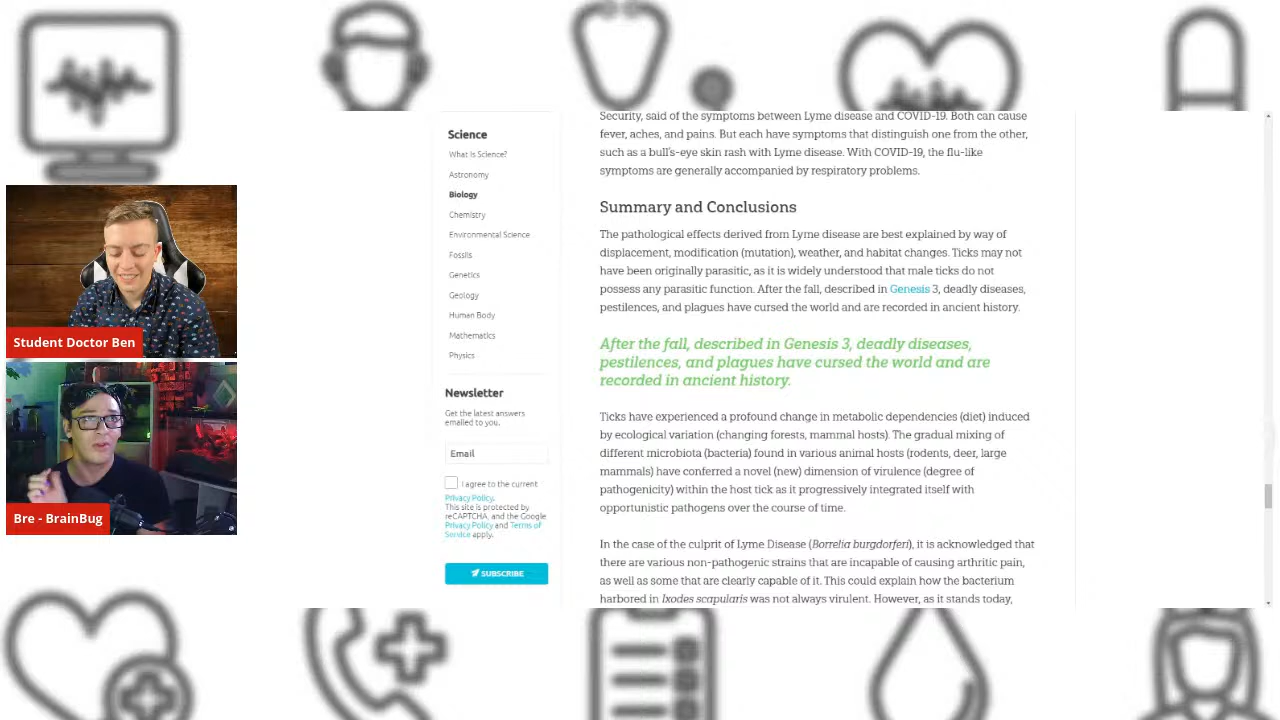 Student Doctor Ben
Bre - BrainBug
Science
What Is Science?
Astronomy
Biology
Chemistry
Environmental Science
Fossils
Genetics
Geology
Human Body
Mathematics
Physics
Newsletter
Get the latest answers
emailed to you.
Email
I agree to the current
Privacy Policy.
This site is protected by
reCAPTCHA, and the Google
Privacy Policy and Terms of
Service apply.
SUBSCRIBE
Security, said of the symptoms between Lyme disease and COVID-19. Both can cause
fever, aches, and pains. But each have symptoms that distinguish one from the other,
such as a bull's-eye skin rash with Lyme disease. With COVID-19, the flu-like
symptoms are generally accompanied by respiratory problems.
Summary and Conclusions
The pathological effects derived from Lyme disease are best explained by way of
displacement, modification (mutation), weather, and habitat changes. Ticks may not
have been originally parasitic, as it is widely understood that male ticks do not
possess any parasitic function. After the fall, described in Genesis 3, deadly diseases,
pestilences, and plagues have cursed the world and are recorded in ancient history.
After the fall, described in Genesis 3, deadly diseases,
pestilences, and plagues have cursed the world and are
recorded in ancient history.
Ticks have experienced a profound change in metabolic dependencies (diet) induced
by ecological variation (changing forests, mammal hosts). The gradual mixing of
different microbiota (bacteria) found in various animal hosts (rodents, deer, large
mammals) have conferred a novel (new) dimension of virulence (degree of
pathogenicity) within the host tick as it progressively integrated itself with
opportunistic pathogens over the course of time.
In the case of the culprit of Lyme Disease (Borrelia burgdorferi), it is acknowledged that
there are various non-pathogenic strains that are incapable of causing arthritic pain,
as well as some that are clearly capable of it. This could explain how the bacterium
harbored in Ixodes scapularis was not always virulent. However, as it stands today,